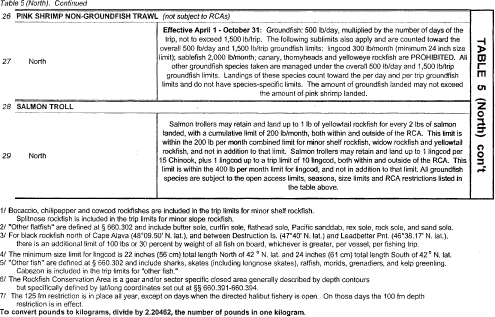 Table 5 (North). Continued
26 PINK SHRIMP NON-GROUNDFISH TRAWL (not subject to RCAs)
27 North
Effective April 1 - October 31: Groundfish: 500 lb/day, multiplied by the number of days of the
trip, not to exceed 1,500 lb/trip. The following sublimits also apply and are counted toward the
overall 500 lb/day and 1,500 lb/trip groundfish limits: lingcod 300 lb/month (minimum 24 inch size
limit); sablefish 2,000 lb/month; canary, thornyheads and yelloweye rockfish are PROHIBITED. All
other groundfish species taken are managed under the overall 500 lb/day and 1,500 lb/trip
groundfish limits. Landings of these species count toward the per day and per trip groundfish
limits and do not have species-specific limits. The amount of groundfish landed may not exceed
the amount of pink shrimp landed.
28 SALMON TROLL
29 North
Salmon trollers may retain and land up to 1 lb of yellowtail rockfish for every 2 lbs of salmon
landed, with a cumulative limit of 200 lb/month, both within and outside of the RCA. This limit is
within the 200 lb per month combined limit for minor shelf rockfish, widow rockfish and yellowtail
rockfish, and not in addition to that limit. Salmon trollers may retain and land up to 1 lingcod per
15 Chinook, plus 1 lingcod up to a trip limit of 10 lingcod, both within and outside of the RCA. This
limit is within the 400 lb per month limit for lingcod, and not in addition to that limit. All groundfish
species are subject to the open access limits, seasons, size limits and RCA restrictions listed in
the table above.
TABLE 5 (North) con't
1/ Bocaccio, chilipepper and cowcod rockfishes are included in the trip limits for minor shelf rockfish.
Splitnose rockfish is included in the trip limits for minor slope rockfish.
2/ "Other flatfish" are defined at § 660.302 and include butter sole, curlfin sole, flathead sole, Pacific sanddab, rex sole, rock sole, and sand sole.
3/ For black rockfish north of Cape Alava (48°09.50' N. lat.), and between Destruction Is. (47°40' N. lat.) and Leadbetter Pnt. (46°38.17' N. lat.),
there is an additional limit of 100 lbs or 30 percent by weight of all fish on board, whichever is greater, per vessel, per fishing trip.
4/ The minimum size limit for lingcod is 22 inches (56 cm) total length North of 42° N. lat. and 24 inches (61 cm) total length South of 42° N. lat.
5/ "Other fish" are defined at § 660.302 and include sharks, skates (including longnose skates), ratfish, morids, grenadiers, and kelp greenling.
Cabezon is included in the trip limits for "other fish."
6/ The Rockfish Conservation Area is a gear and/or sector specific closed area generally described by depth contours
but specifically defined by lat/long coordinates set out at §§ 660.391-660.394.
7/ The 125 fm restriction is in place all year, except on days when the directed halibut fishery is open. On those days the 100 fm depth
restriction is in effect.
To convert pounds to kilograms, divide by 2.20462, the number of pounds in one kilogram.